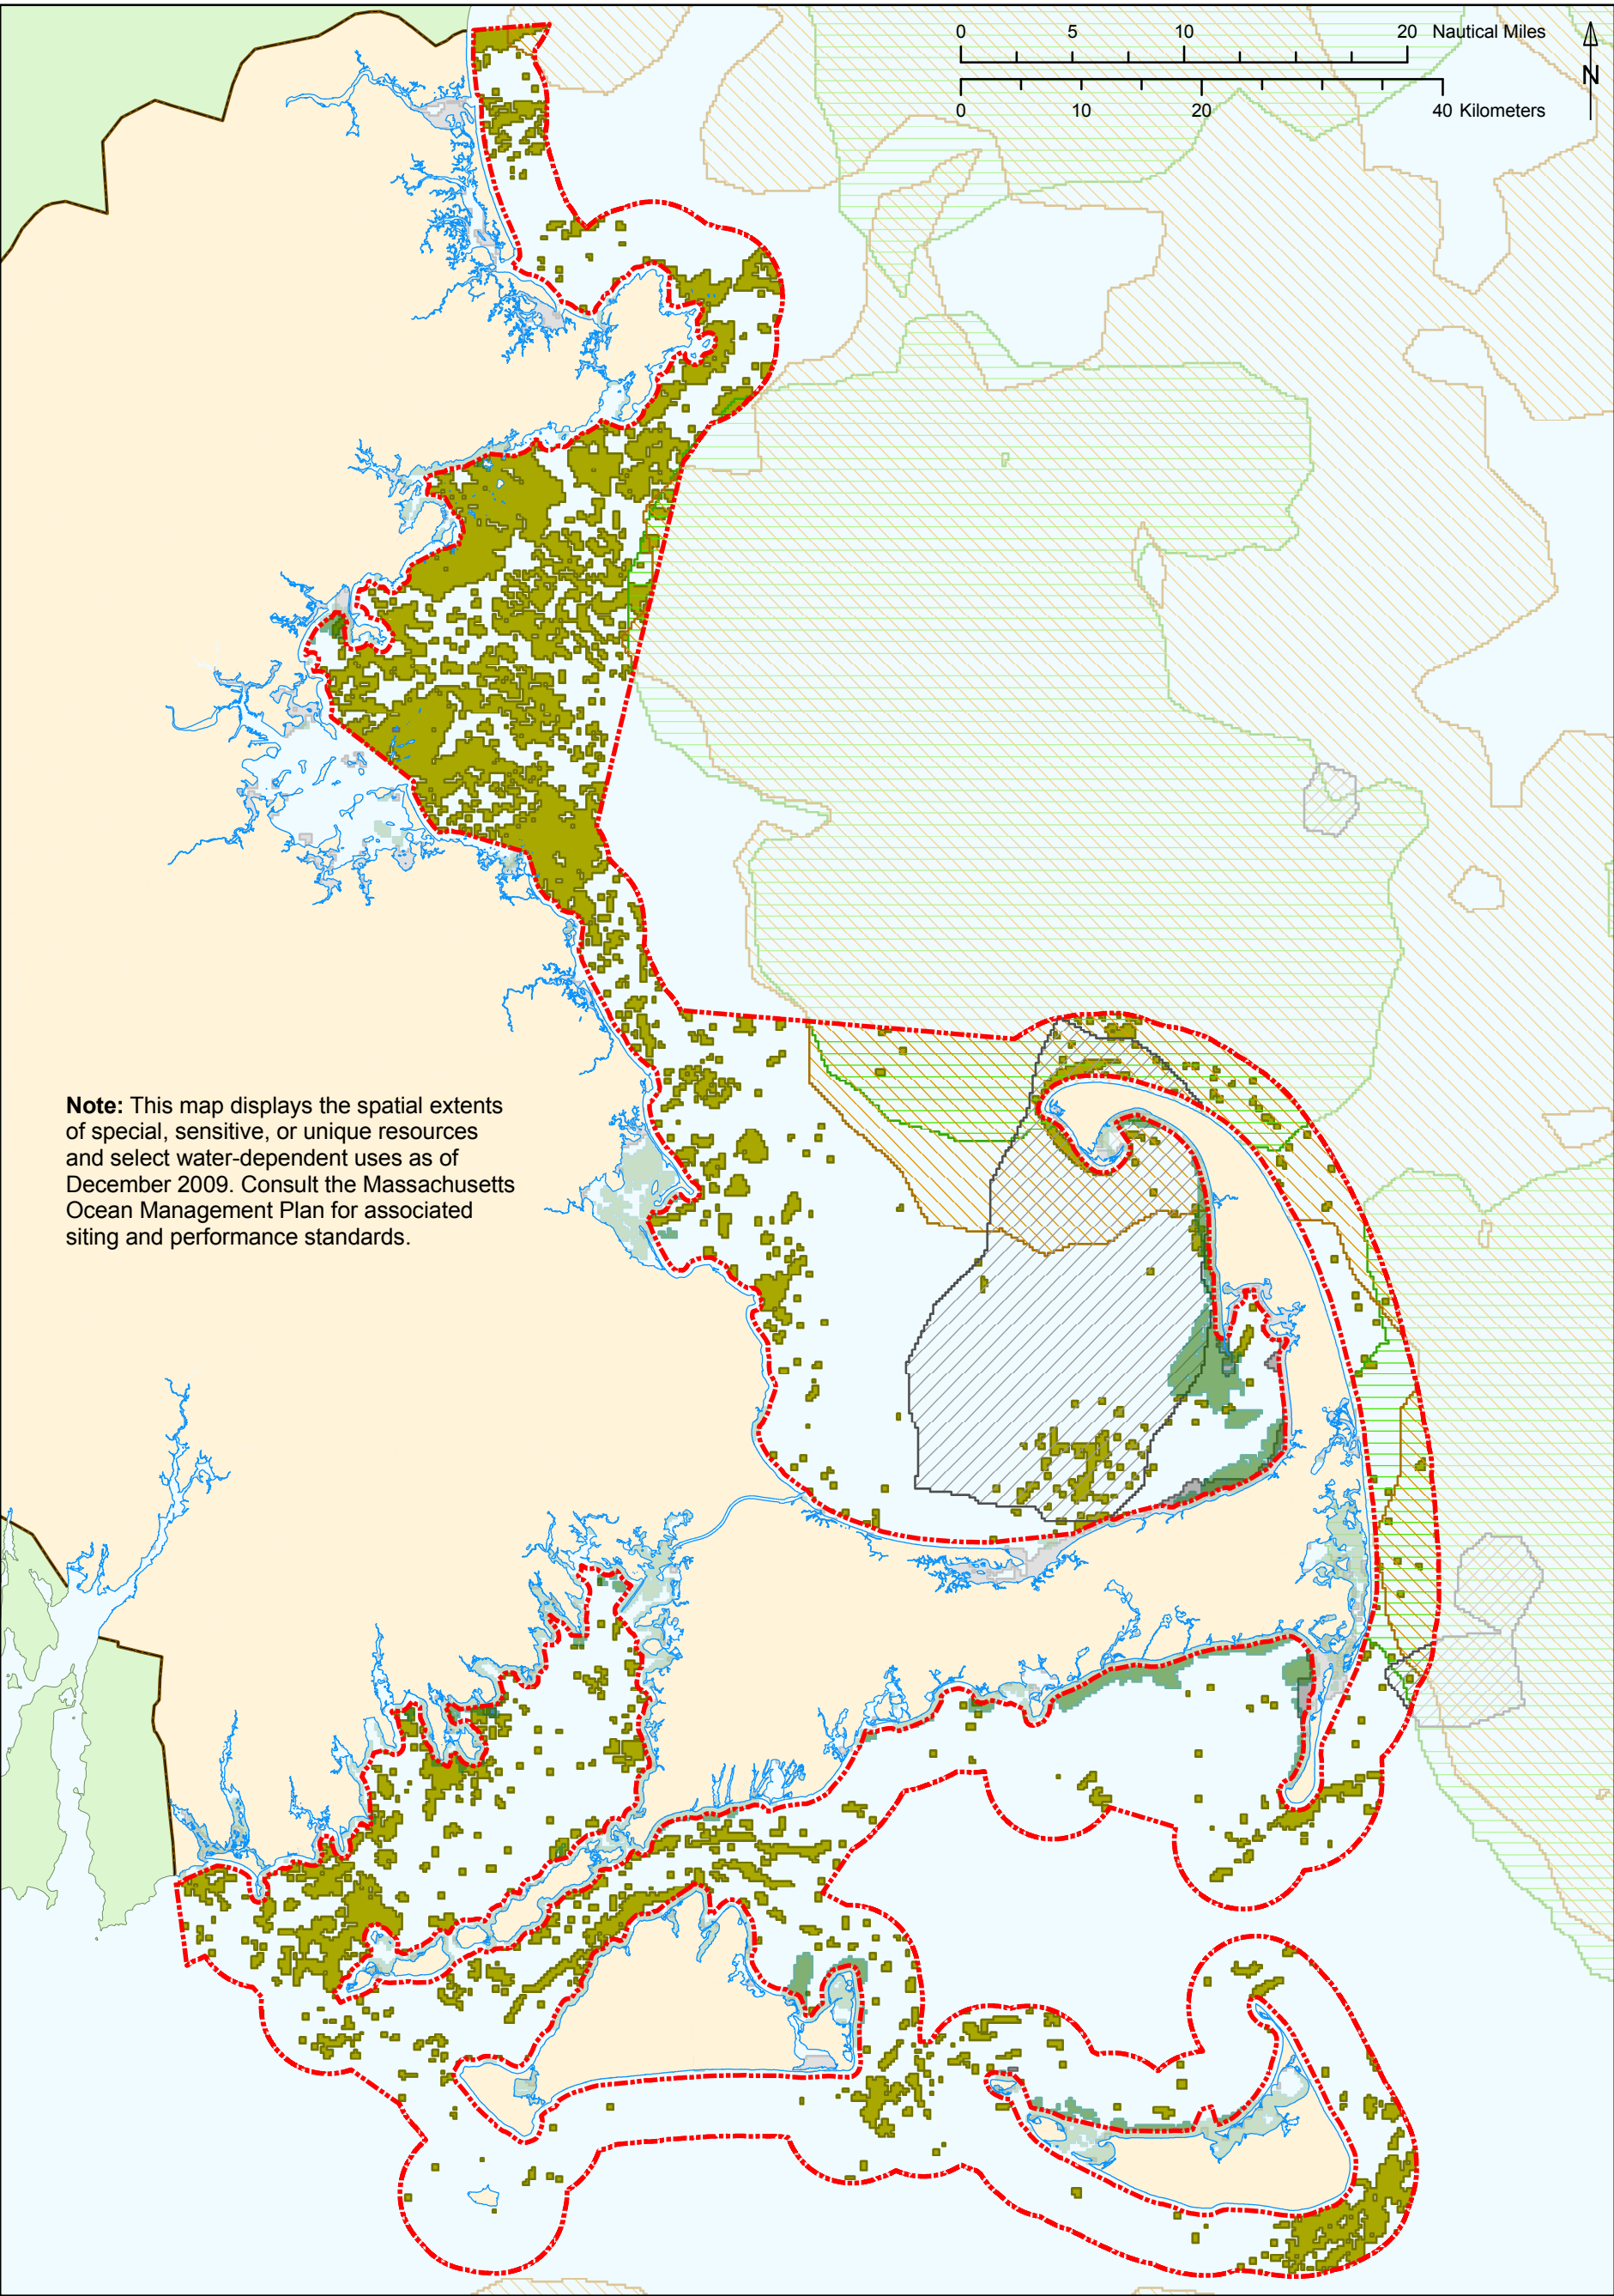 0 5 10 20 Nautical Miles
N
0 10 20 40 Kilometers
Note: This map displays the spatial extents
of special, sensitive, or unique resources
and select water-dependent uses as of
December 2009. Consult the Massachusetts
Ocean Management Plan for associated
siting and performance standards.